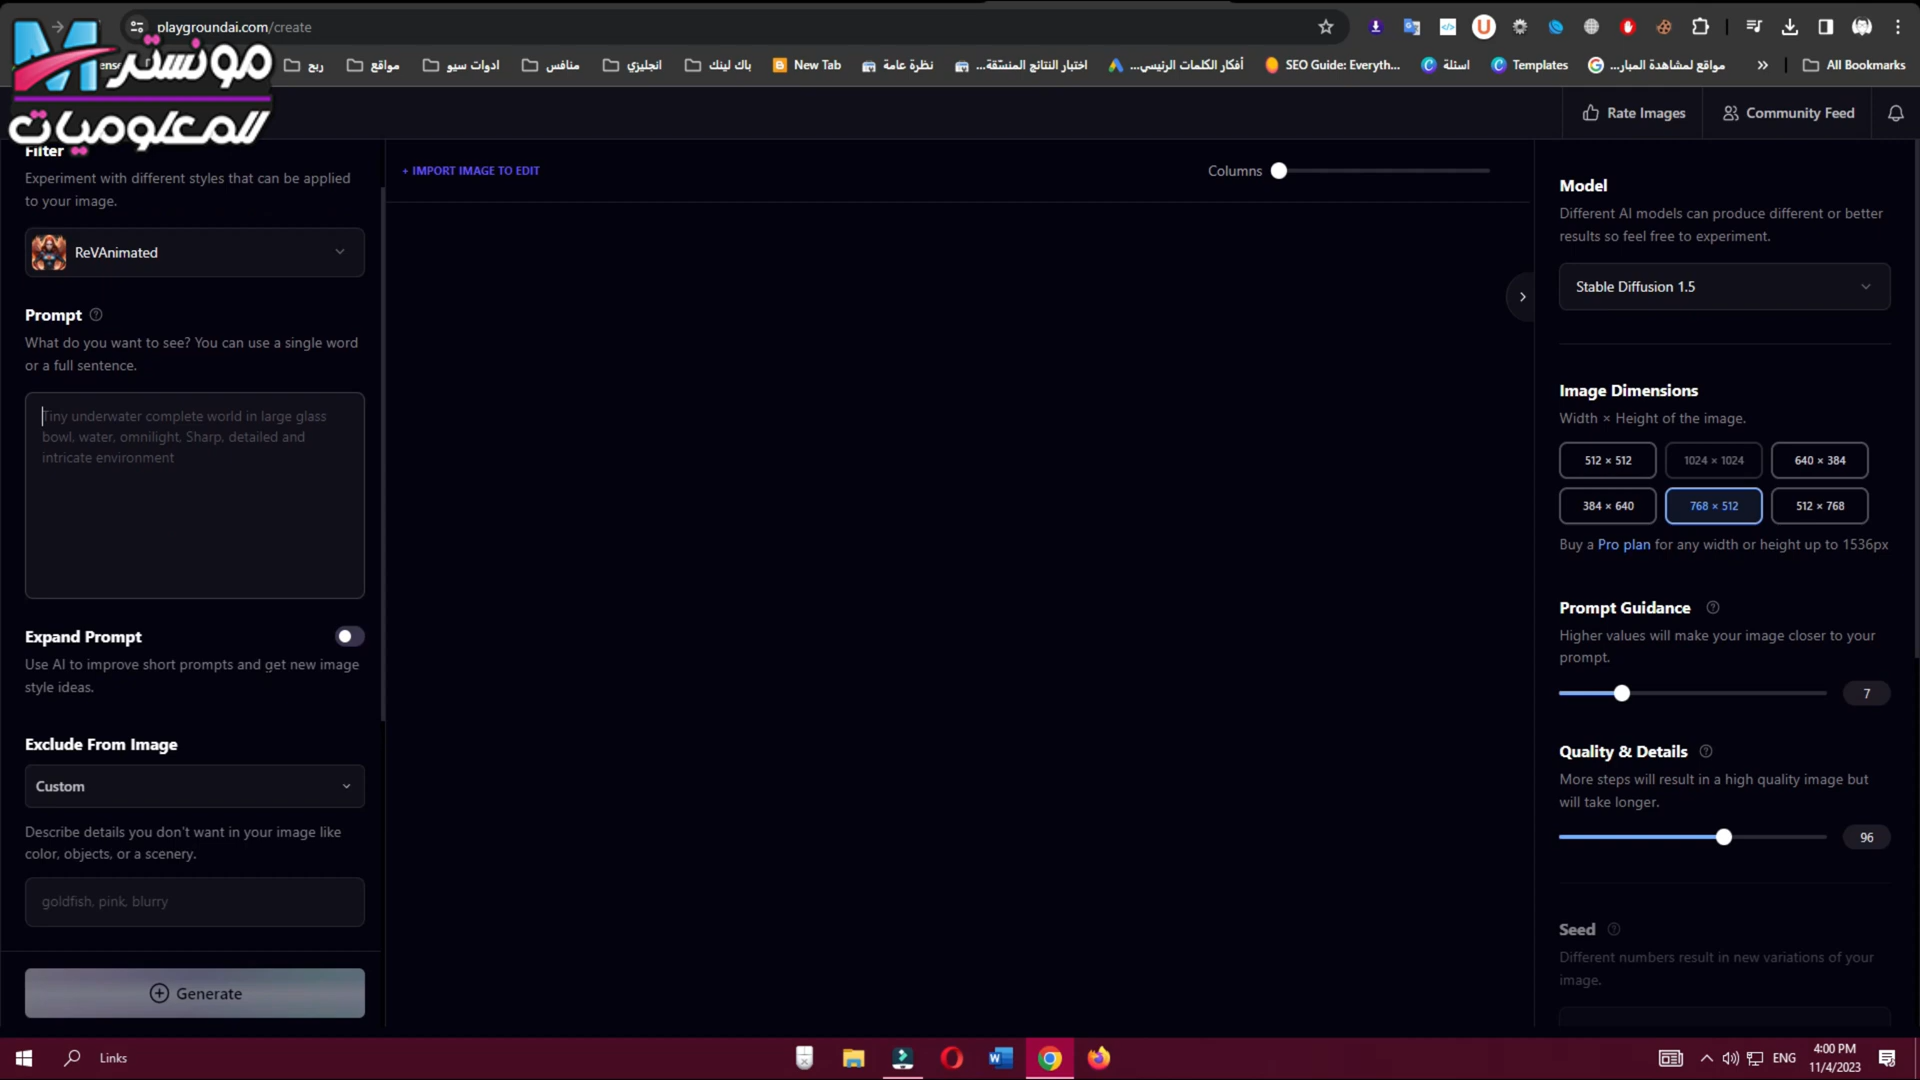 playgroundai.com/create
مونستر
للمعلوميات
ربح
مواقع
ادوات سيو
منافس
انجليزي
باك لينك
New Tab
نظرة عامة
اختبار النتائج المنسّقة...
أفكار الكلمات الرئيسي...
SEO Guide: Everyth...
اسئلة
Templates
مواقع لمشاهدة المبار...
All Bookmarks
Rate Images
Community Feed
Filter
Experiment with different styles that can be applied
to your image.
ReVAnimated
Prompt
What do you want to see? You can use a single word
or a full sentence.
Tiny underwater complete world in large glass
bowl, water, omnilight, Sharp, detailed and
intricate environment
Expand Prompt
Use AI to improve short prompts and get new image
style ideas.
Exclude From Image
Custom
Describe details you don't want in your image like
color, objects, or a scenery.
goldfish, pink, blurry
Generate
+ IMPORT IMAGE TO EDIT
Columns
Model
Different AI models can produce different or better
results so feel free to experiment.
Stable Diffusion 1.5
Image Dimensions
Width × Height of the image.
512 × 512
1024 × 1024
640 × 384
384 × 640
768 × 512
512 × 768
Buy a Pro plan for any width or height up to 1536px
Prompt Guidance
Higher values will make your image closer to your
prompt.
7
Quality & Details
More steps will result in a high quality image but
will take longer.
96
Seed
Different numbers result in new variations of your
image.
Links
ENG
4:00 PM
11/4/2023